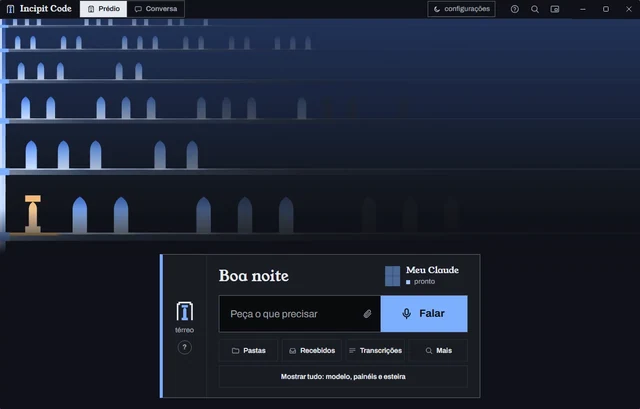 Incipit Code
Prédio
Conversa
configurações
Boa noite
Meu Claude
pronto
Peça o que precisar
Falar
térreo
?
Pastas
Recebidos
Transcrições
Mais
Mostrar tudo: modelo, painéis e esteira